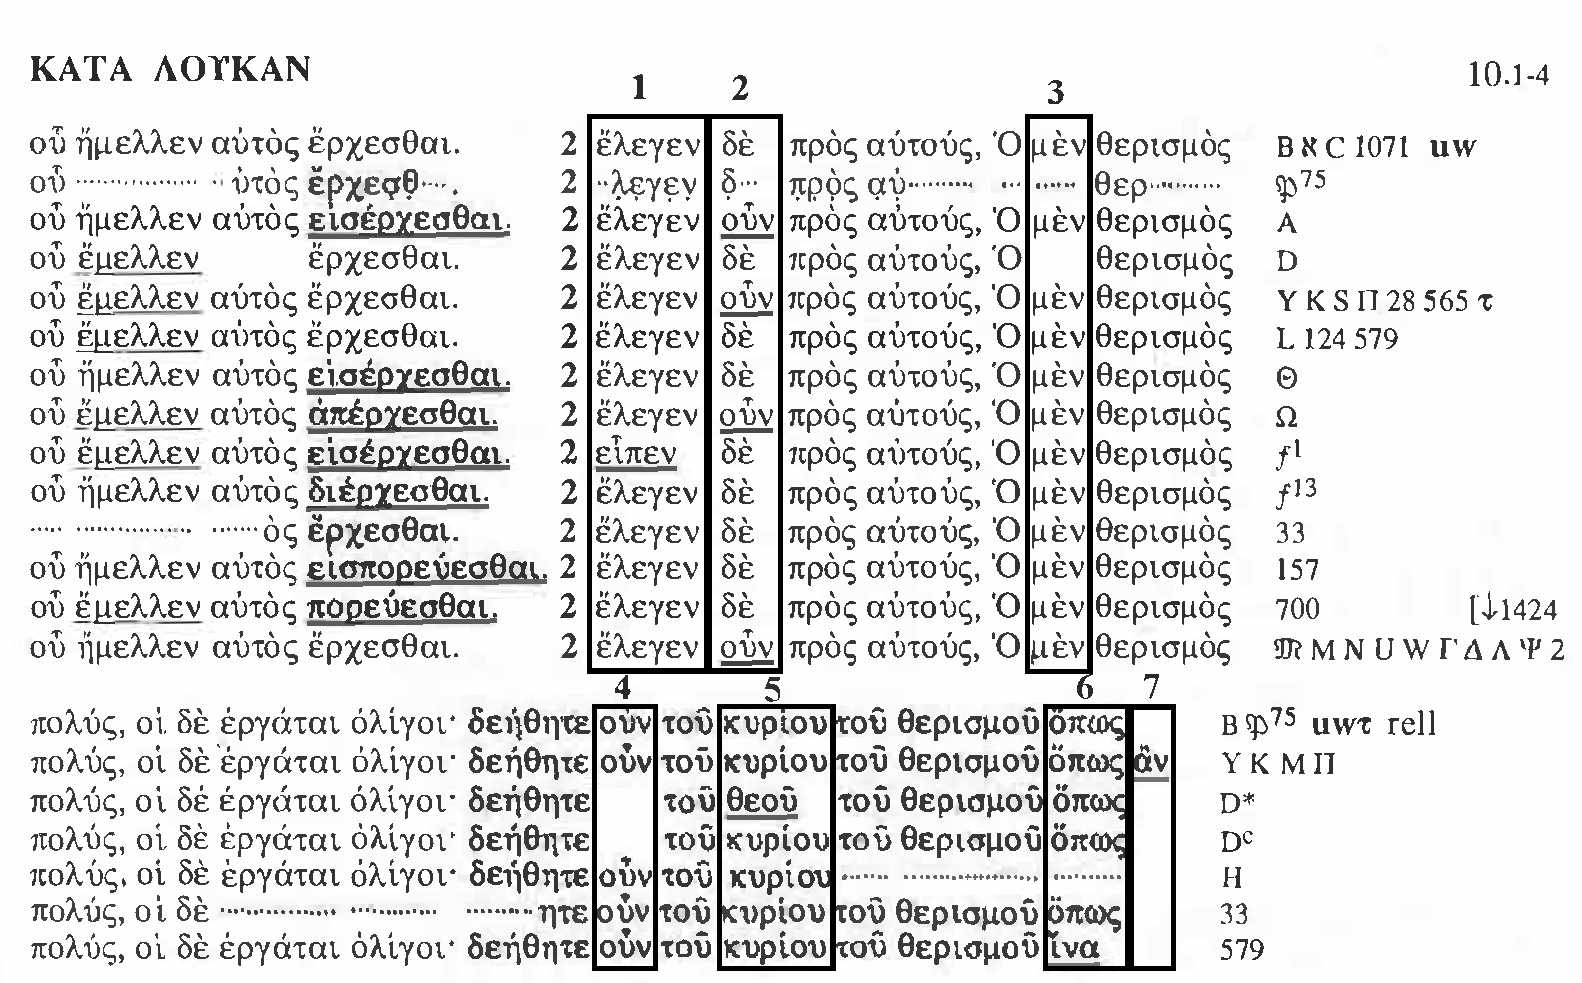 ΚΑΤΑ ΛΟΥΚΑΝ 10.1-4
1 2 3
οὗ ἤμελλεν αὐτὸς ἔρχεσθαι. 2 ἔλεγεν δὲ πρὸς αὐτούς, Ὁ μὲν θερισμὸς B ℵ C 1071 uw
οὗ ................... ..ὐτὸς ἔρχεσθ.... 2 ..λεγεν δ... πρὸς αὐ......... ... ...... θερ......... 𝔓75
οὗ ἤμελλεν αὐτὸς εἰσέρχεσθαι. 2 ἔλεγεν οὖν πρὸς αὐτούς, Ὁ μὲν θερισμὸς A
οὗ ἔμελλεν ἔρχεσθαι. 2 ἔλεγεν δὲ πρὸς αὐτούς, Ὁ θερισμὸς D
οὗ ἔμελλεν αὐτὸς ἔρχεσθαι. 2 ἔλεγεν οὖν πρὸς αὐτούς, Ὁ μὲν θερισμὸς Y K S Π 28 565 τ
οὗ ἔμελλεν αὐτὸς ἔρχεσθαι. 2 ἔλεγεν δὲ πρὸς αὐτούς, Ὁ μὲν θερισμὸς L 124 579
οὗ ἤμελλεν αὐτὸς εἰσέρχεσθαι. 2 ἔλεγεν δὲ πρὸς αὐτούς, Ὁ μὲν θερισμὸς Θ
οὗ ἔμελλεν αὐτὸς ἀπέρχεσθαι. 2 ἔλεγεν οὖν πρὸς αὐτούς, Ὁ μὲν θερισμὸς Ω
οὗ ἔμελλεν αὐτὸς εἰσέρχεσθαι. 2 εἶπεν δὲ πρὸς αὐτούς, Ὁ μὲν θερισμὸς f1
οὗ ἤμελλεν αὐτὸς διέρχεσθαι. 2 ἔλεγεν δὲ πρὸς αὐτούς, Ὁ μὲν θερισμὸς f13
..... .................. .......ὸς ἔρχεσθαι. 2 ἔλεγεν δὲ πρὸς αὐτούς, Ὁ μὲν θερισμὸς 33
οὗ ἤμελλεν αὐτὸς εἰσπορεύεσθαι. 2 ἔλεγεν δὲ πρὸς αὐτούς, Ὁ μὲν θερισμὸς 157
οὗ ἔμελλεν αὐτὸς πορεύεσθαι. 2 ἔλεγεν δὲ πρὸς αὐτούς, Ὁ μὲν θερισμὸς 700 [↓1424
οὗ ἤμελλεν αὐτὸς ἔρχεσθαι. 2 ἔλεγεν οὖν πρὸς αὐτούς, Ὁ μὲν θερισμὸς 𝔐 M N U W Γ Δ Λ Ψ 2
4 5 6 7
πολύς, οἱ δὲ ἐργάται ὀλίγοι· δεήθητε οὖν τοῦ κυρίου τοῦ θερισμοῦ ὅπως B 𝔓75 uwτ rell
πολύς, οἱ δὲ ἐργάται ὀλίγοι· δεήθητε οὖν τοῦ κυρίου τοῦ θερισμοῦ ὅπως ἂν Y K M Π
πολύς, οἱ δὲ ἐργάται ὀλίγοι· δεήθητε τοῦ θεοῦ τοῦ θερισμοῦ ὅπως D*
πολύς, οἱ δὲ ἐργάται ὀλίγοι· δεήθητε τοῦ κυρίου τοῦ θερισμοῦ ὅπως Dc
πολύς, οἱ δὲ ἐργάται ὀλίγοι· δεήθητε οὖν τοῦ κυρίου ...... ................... ......... H
πολύς, οἱ δὲ ................ ............ .........ητε οὖν τοῦ κυρίου τοῦ θερισμοῦ ὅπως 33
πολύς, οἱ δὲ ἐργάται ὀλίγοι· δεήθητε οὖν τοῦ κυρίου τοῦ θερισμοῦ ἵνα 579